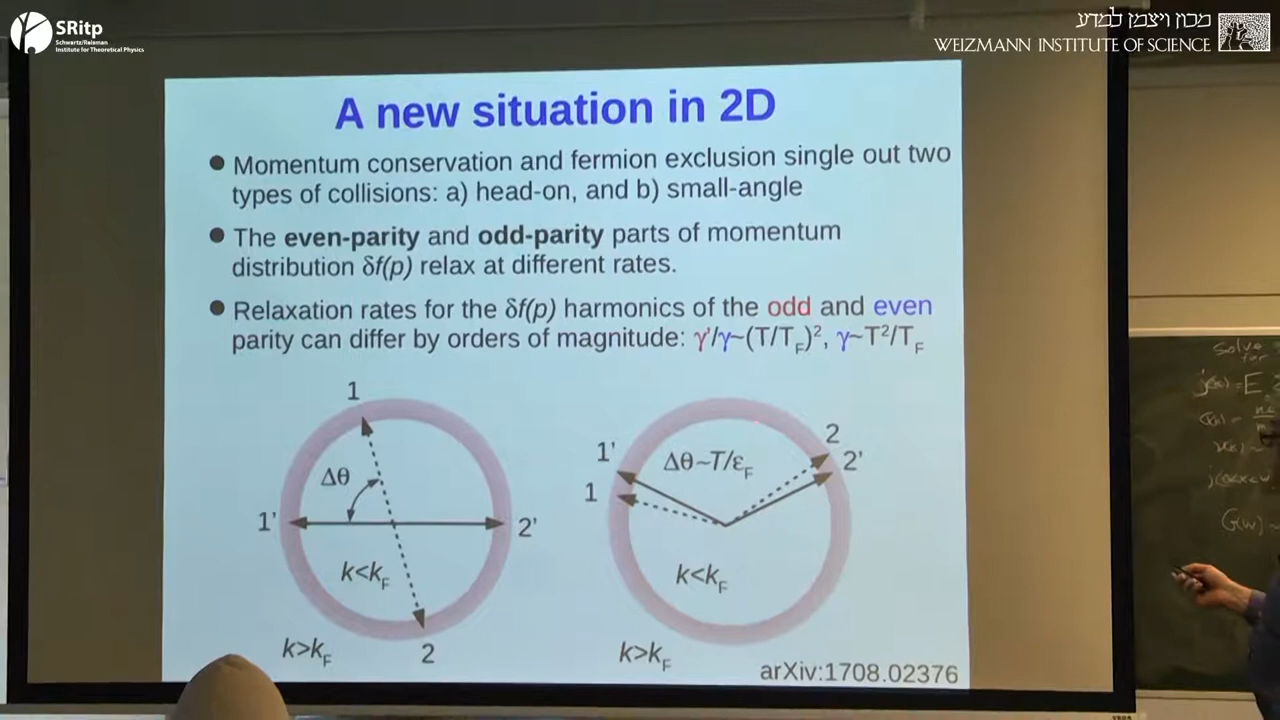 SRitp
Schwartz/Reisman
Institute for Theoretical Physics
מכון ויצמן למדע
WEIZMANN INSTITUTE OF SCIENCE
A new situation in 2D
● Momentum conservation and fermion exclusion single out two
types of collisions: a) head-on, and b) small-angle
● The even-parity and odd-parity parts of momentum
distribution δf(p) relax at different rates.
● Relaxation rates for the δf(p) harmonics of the odd and even
parity can differ by orders of magnitude: γ'/γ~(T/T_F)², γ~T²/T_F
1
Δθ
1'
2'
k<k_F
k>k_F
2
1'
1
Δθ~T/ε_F
2
2'
k<k_F
k>k_F
arXiv:1708.02376
Solve
for